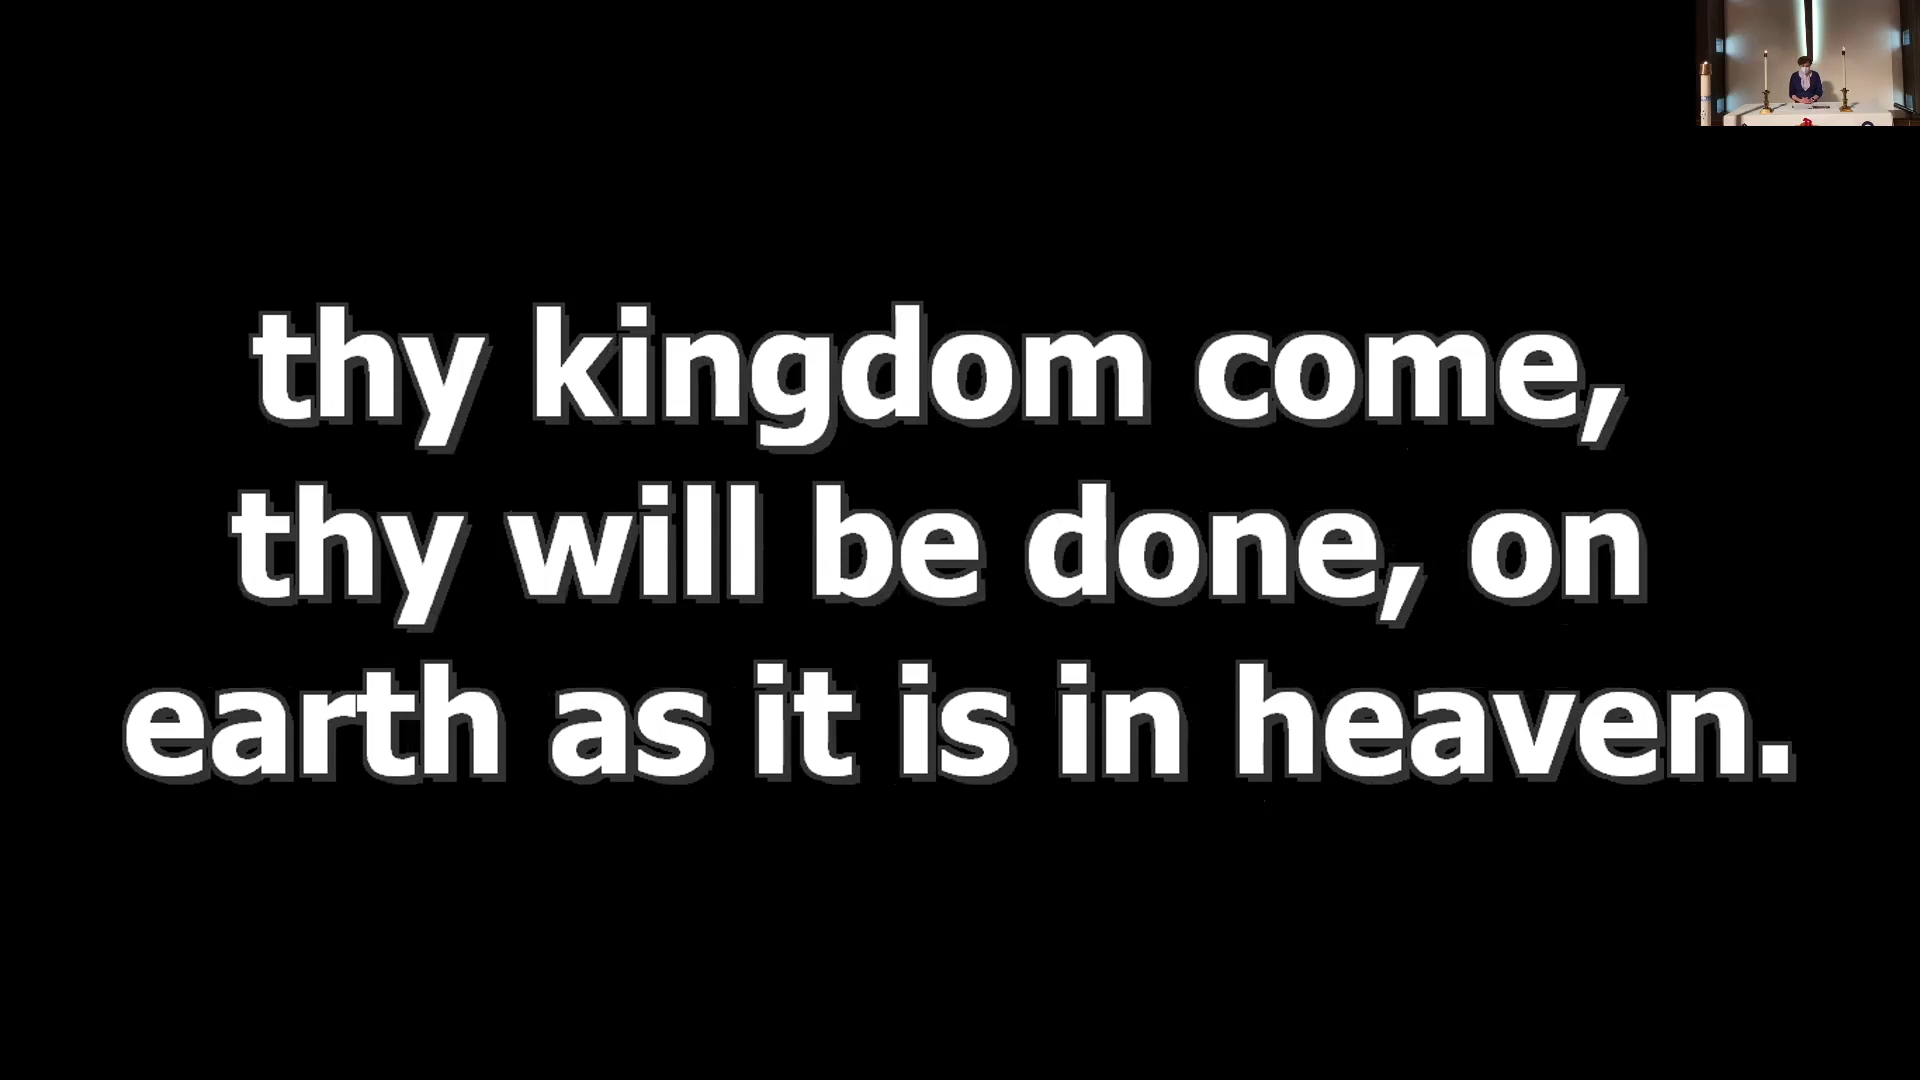 thy kingdom come,
thy will be done, on
earth as it is in heaven.